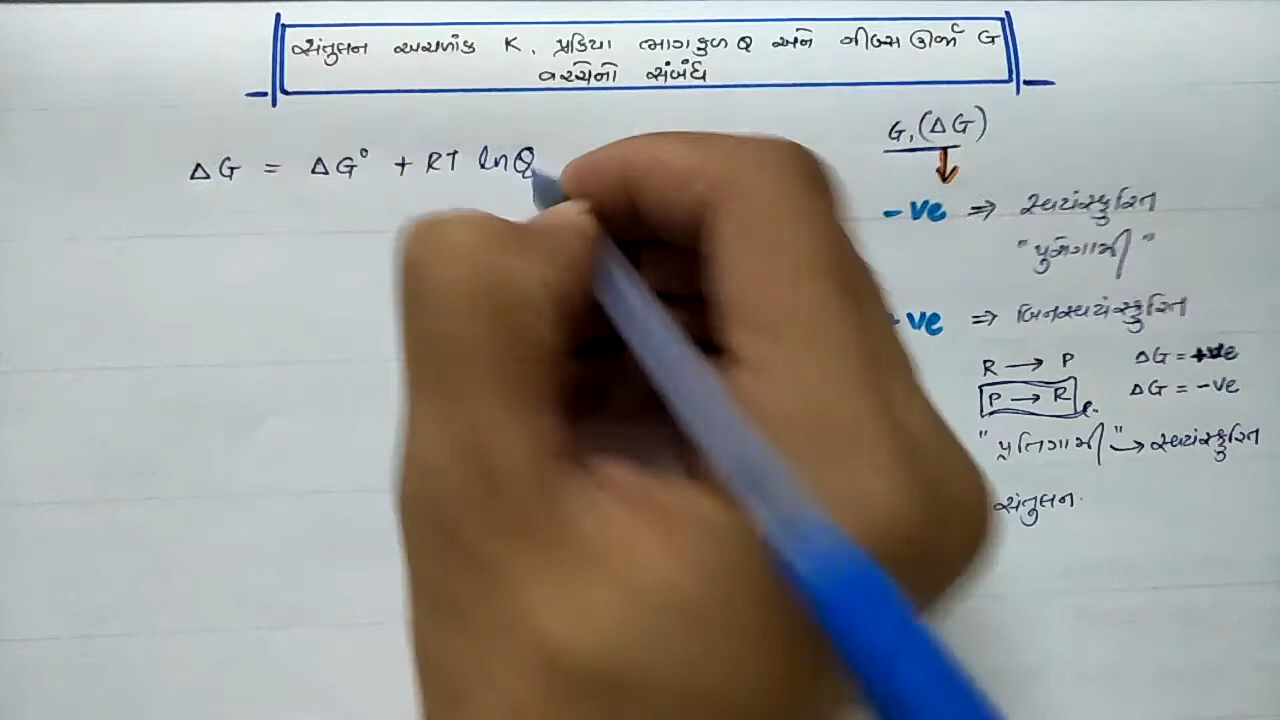 સંતુલન અચળાંક K, પ્રક્રિયા ભાગફળ Q અને ગીબ્સ ઊર્જા G
વચ્ચેનો સંબંધ
ΔG = ΔG° + RT ln Q
G, (ΔG)
-ve ⇒ સ્વયંસ્ફુરિત
"પુરોગામી"
-ve ⇒ બિનસ્વયંસ્ફુરિત
R → P ΔG = +ve
P → R ΔG = -ve
"પ્રતિગામી" → સ્વયંસ્ફુરિત
સંતુલન.